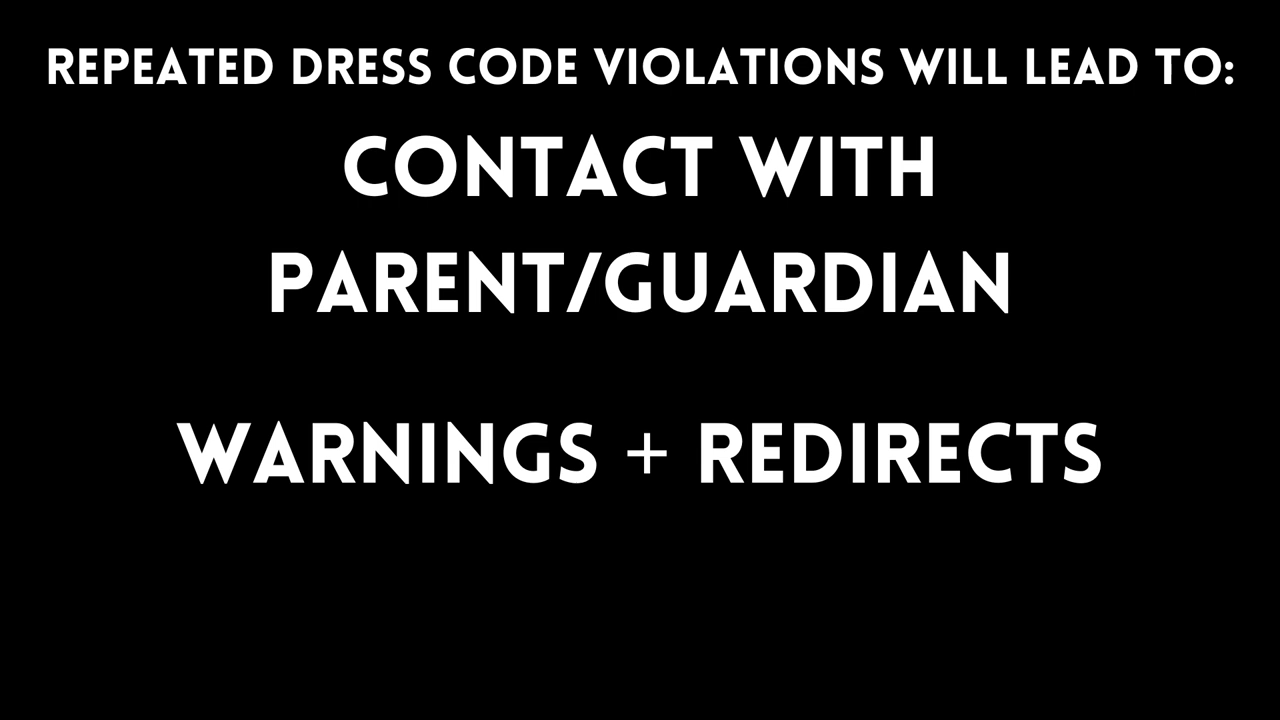 REPEATED DRESS CODE VIOLATIONS WILL LEAD TO:
CONTACT WITH
PARENT/GUARDIAN
WARNINGS + REDIRECTS